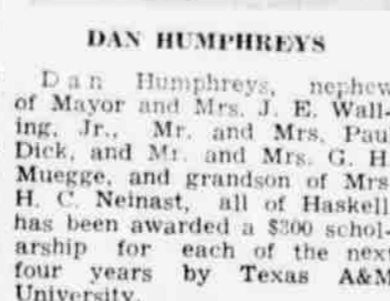 DAN HUMPHREYS
Dan Humphreys, nephew
of Mayor and Mrs. J. E. Wall-
ing, Jr., Mr. and Mrs. Paul
Dick, and Mr. and Mrs. G. H.
Muegge, and grandson of Mrs.
H. C. Neinast, all of Haskell,
has been awarded a $300 schol-
arship for each of the next
four years by Texas A&M
University.